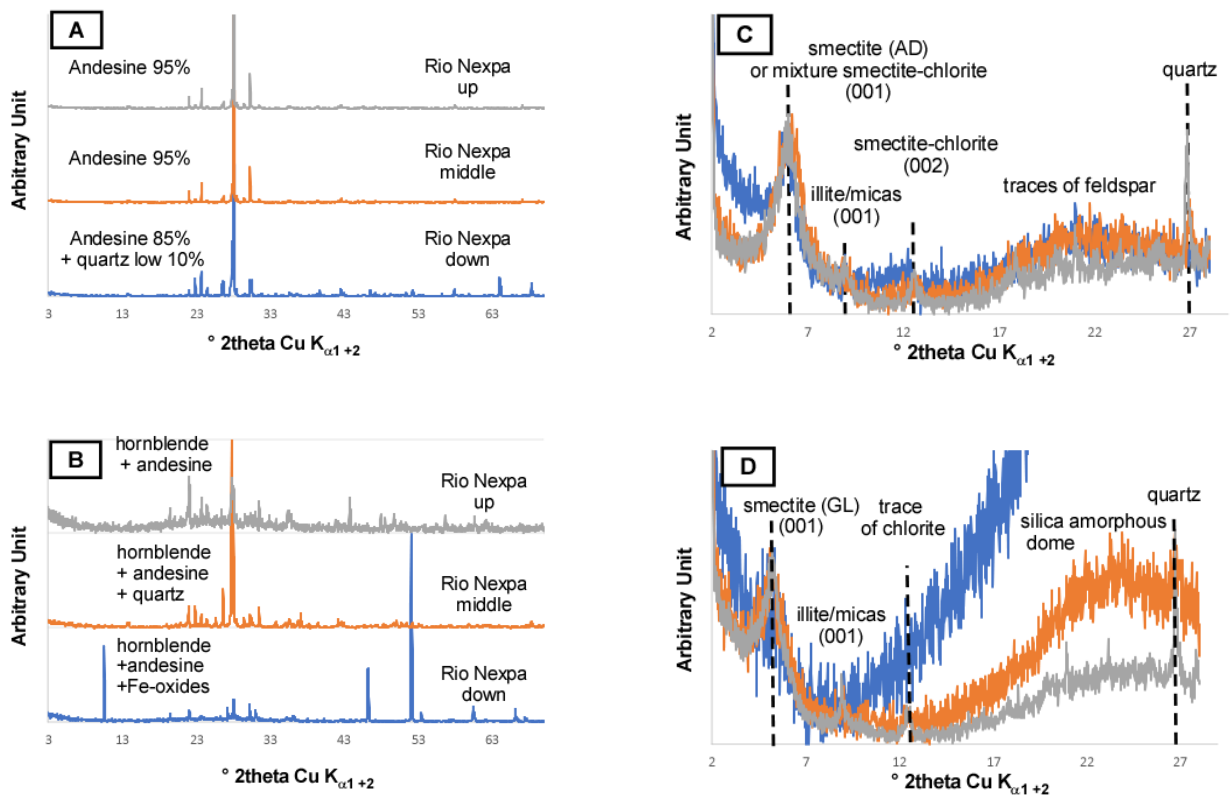 A
Arbitrary Unit
Andesine 95%
Rio Nexpa
up
Andesine 95%
Rio Nexpa
middle
Andesine 85%
+ quartz low 10%
Rio Nexpa
down
3 13 23 33 43 53 63
° 2theta Cu Kα1 +2
B
Arbitrary Unit
hornblende
+ andesine
Rio Nexpa
up
hornblende
+ andesine
+ quartz
Rio Nexpa
middle
hornblende
+andesine
+Fe-oxides
Rio Nexpa
down
3 13 23 33 43 53 63
° 2theta Cu Kα1 +2
C
Arbitrary Unit
smectite (AD)
or mixture smectite-chlorite
(001)
quartz
smectite-chlorite
(002)
illite/micas
(001)
traces of feldspar
2 7 12 17 22 27
° 2theta Cu Kα1 +2
D
Arbitrary Unit
smectite (GL)
(001)
trace
of chlorite
quartz
silica amorphous
dome
illite/micas
(001)
2 7 12 17 22 27
° 2theta Cu Kα1 +2